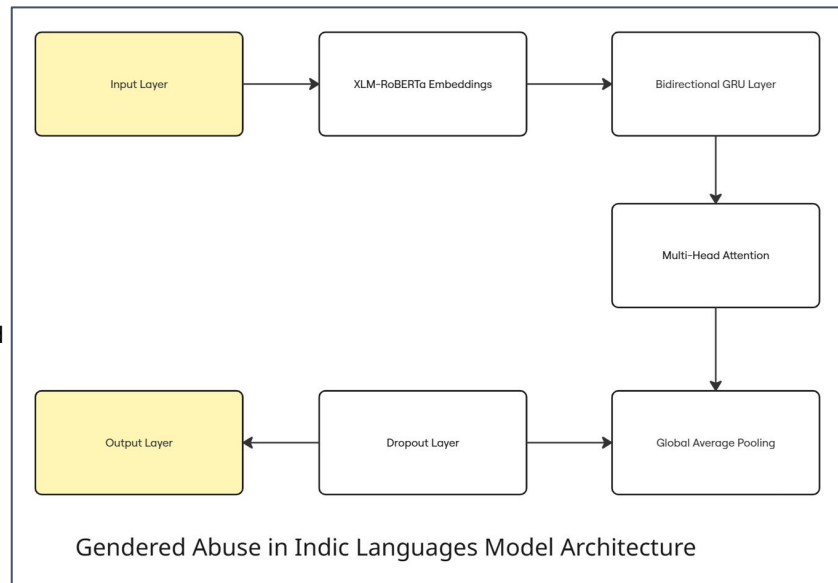 Input Layer
XLM-RoBERTa Embeddings
Bidirectional GRU Layer
Multi-Head Attention
Output Layer
Dropout Layer
Global Average Pooling
Gendered Abuse in Indic Languages Model Architecture